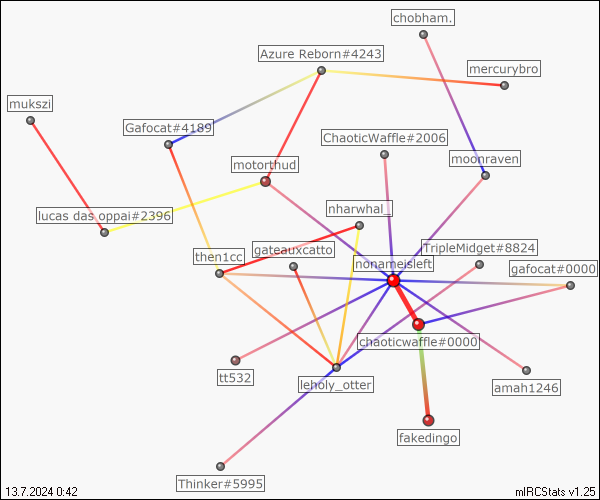 chobham.
Azure Reborn#4243
mercurybro
mukszi
Gafocat#4189
ChaoticWaffle#2006
motorthud
moonraven
lucas das oppai#2396
nharwhal_
then1cc
gateauxcatto
TripleMidget#8824
nonameisleft
gafocat#0000
chaoticwaffle#0000
tt532
leholy_otter
amah1246
fakedingo
Thinker#5995
13.7.2024 0:42
mIRCStats v1.25